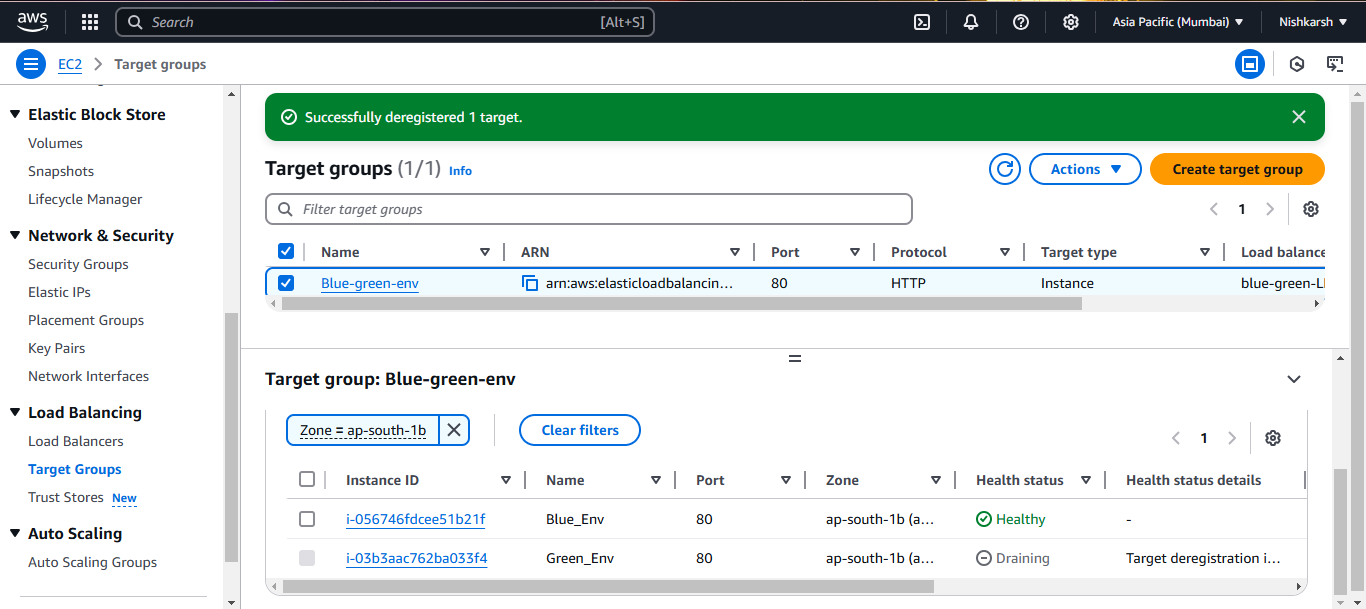 aws
Search [Alt+S]
Asia Pacific (Mumbai) Nishkarsh
EC2 Target groups
Elastic Block Store
Volumes
Snapshots
Lifecycle Manager
Network & Security
Security Groups
Elastic IPs
Placement Groups
Key Pairs
Network Interfaces
Load Balancing
Load Balancers
Target Groups
Trust Stores New
Auto Scaling
Auto Scaling Groups
Successfully deregistered 1 target.
Target groups (1/1) Info
Actions
Create target group
Filter target groups
1
Name ARN Port Protocol Target type Load balance
Blue-green-env arn:aws:elasticloadbalancin... 80 HTTP Instance blue-green-L
Target group: Blue-green-env
Zone = ap-south-1b
Clear filters
1
Instance ID Name Port Zone Health status Health status details
i-056746fdcee51b21f Blue_Env 80 ap-south-1b (a... Healthy -
i-03b3aac762ba033f4 Green_Env 80 ap-south-1b (a... Draining Target deregistration i...